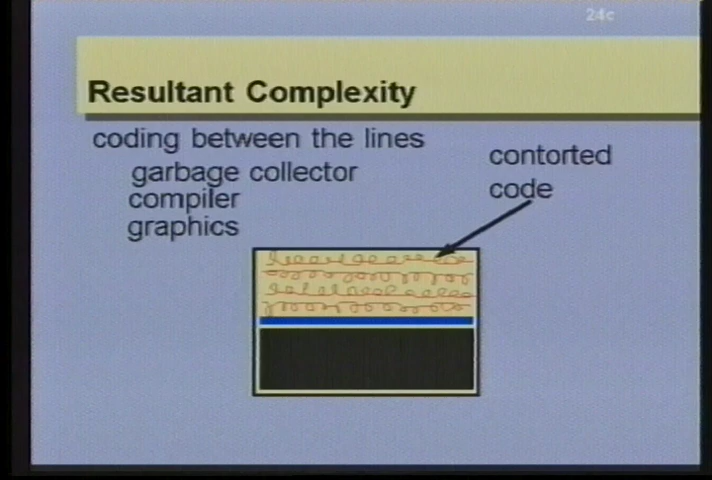 24c
Resultant Complexity
coding between the lines
garbage collector
compiler
graphics
contorted
code